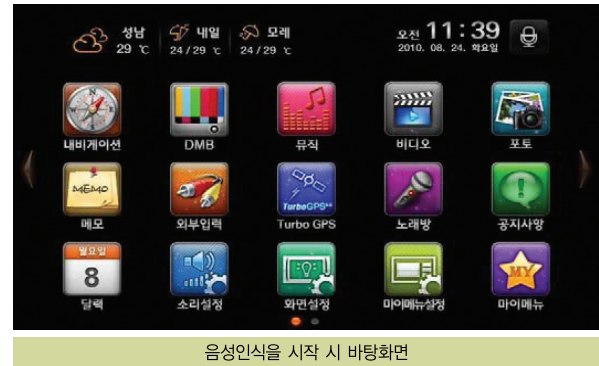 성남 내일 모레 오전 11:39
29 ℃ 24/29 ℃ 24/29 ℃ 2010. 08. 24. 화요일
내비게이션 DMB 뮤직 비디오 포토
MEMO TurboGPS
메모 외부입력 Turbo GPS 노래방 공지사항
월요일
8 MY
달력 소리설정 화면설정 마이메뉴설정 마이메뉴
음성인식을 시작 시 바탕화면